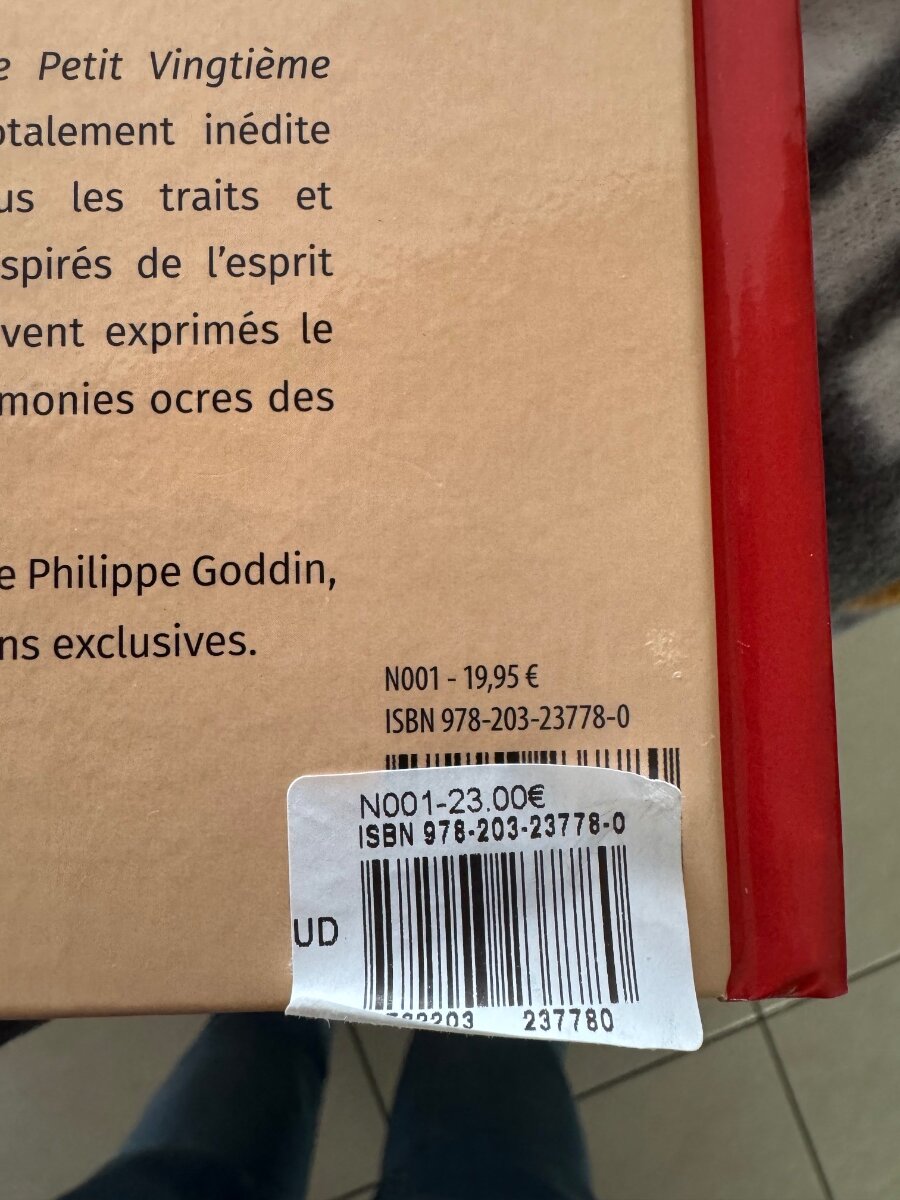 e Petit Vingtième
otalement inédite
us les traits et
spirés de l'esprit
vent exprimés le
monies ocres des
e Philippe Goddin,
ns exclusives.
N001 - 19,95 €
ISBN 978-203-23778-0
N001-23.00€
ISBN 978-203-23778-0
UD
237780